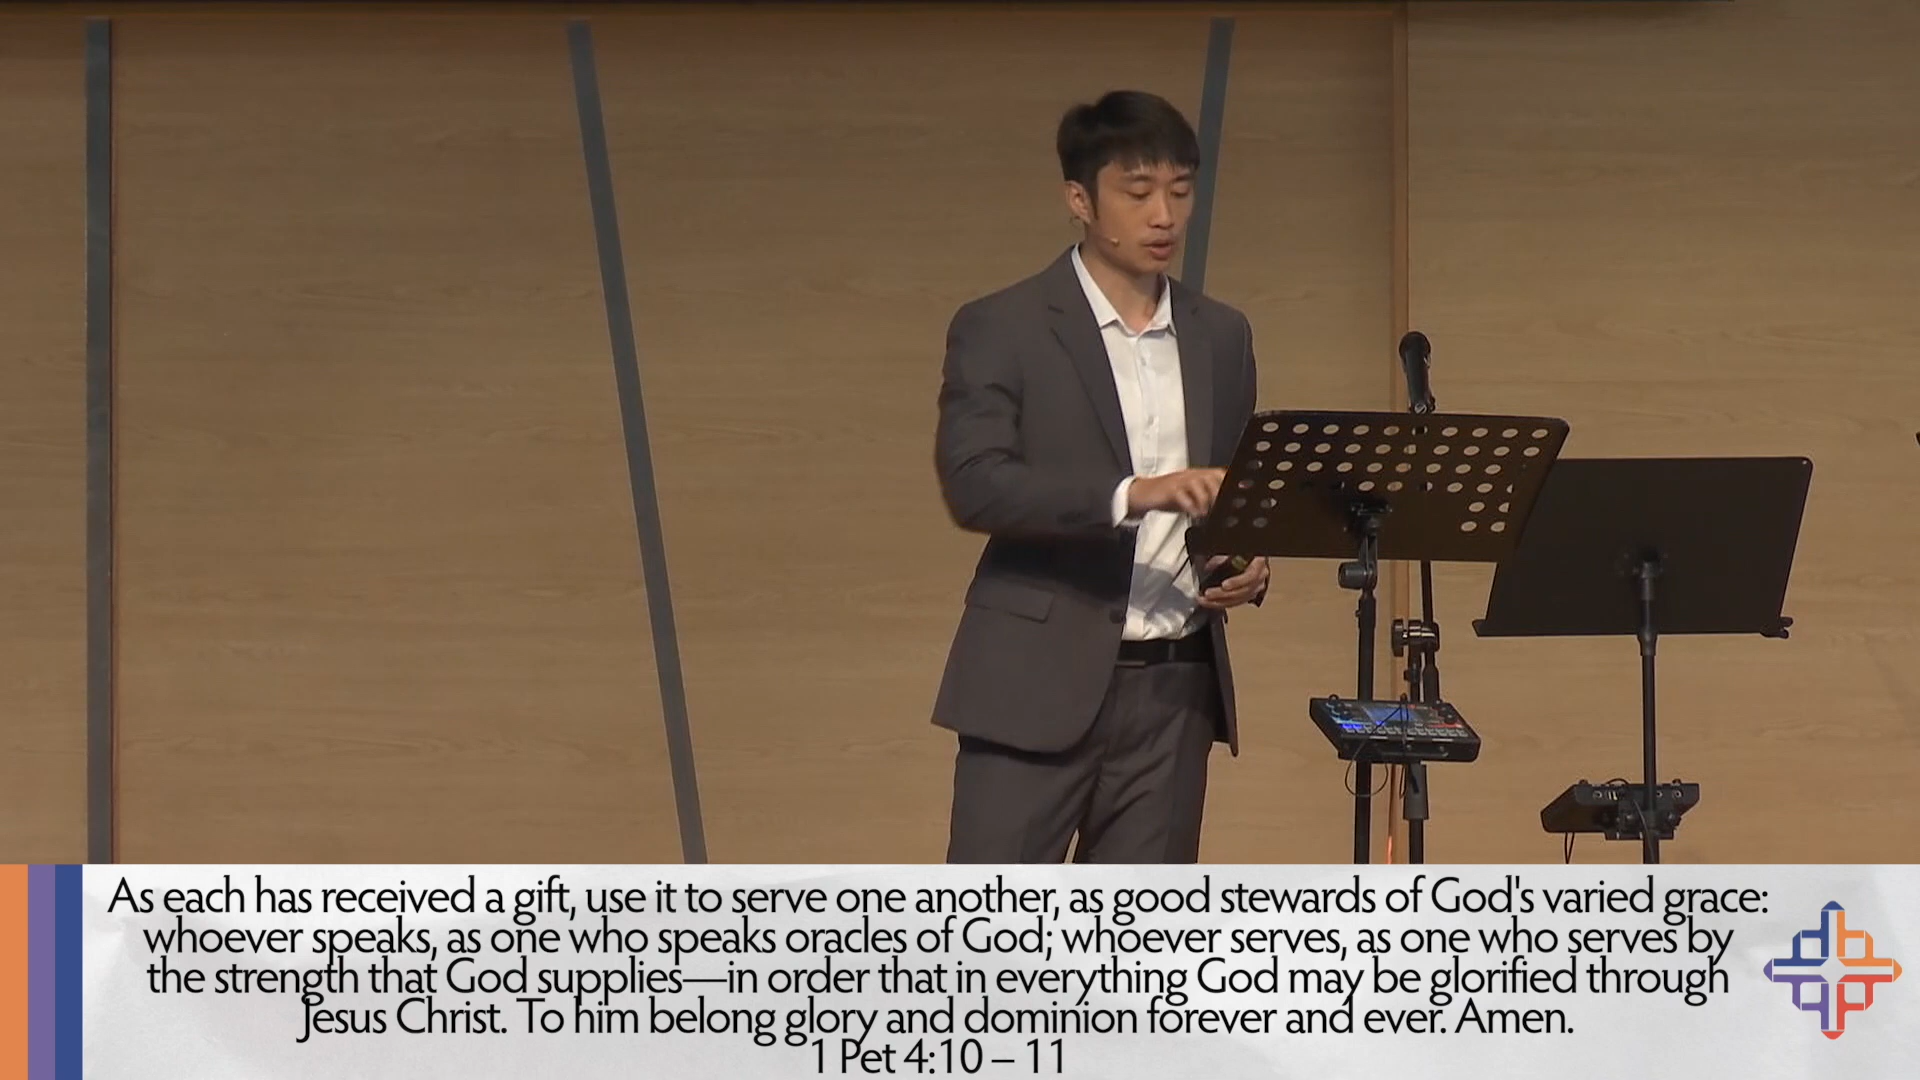 As each has received a gift, use it to serve one another, as good stewards of God's varied grace:
whoever speaks, as one who speaks oracles of God; whoever serves, as one who serves by
the strength that God supplies—in order that in everything God may be glorified through
Jesus Christ. To him belong glory and dominion forever and ever. Amen.
1 Pet 4:10 – 11